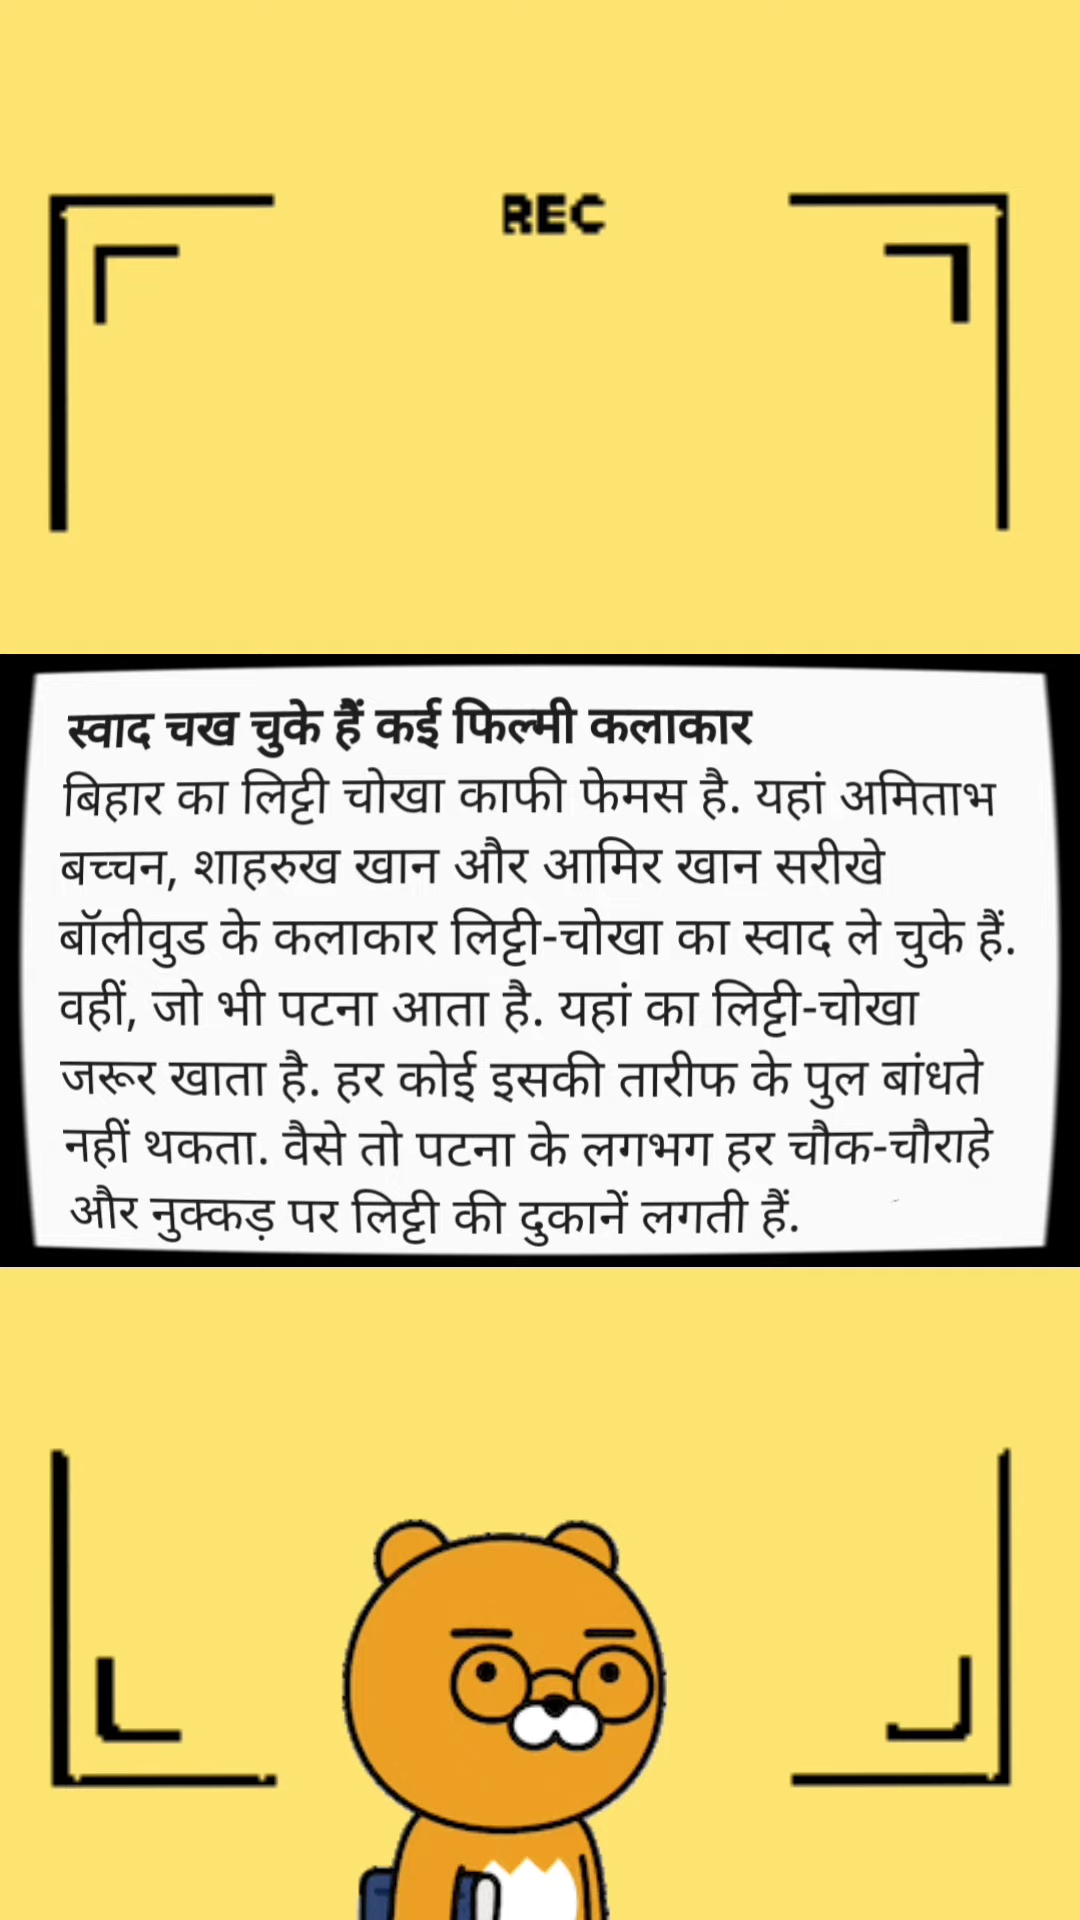 REC
स्वाद चख चुके हैं कई फिल्मी कलाकार
बिहार का लिट्टी चोखा काफी फेमस है. यहां अमिताभ
बच्चन, शाहरुख खान और आमिर खान सरीखे
बॉलीवुड के कलाकार लिट्टी-चोखा का स्वाद ले चुके हैं.
वहीं, जो भी पटना आता है. यहां का लिट्टी-चोखा
जरूर खाता है. हर कोई इसकी तारीफ के पुल बांधते
नहीं थकता. वैसे तो पटना के लगभग हर चौक-चौराहे
और नुक्कड़ पर लिट्टी की दुकानें लगती हैं.